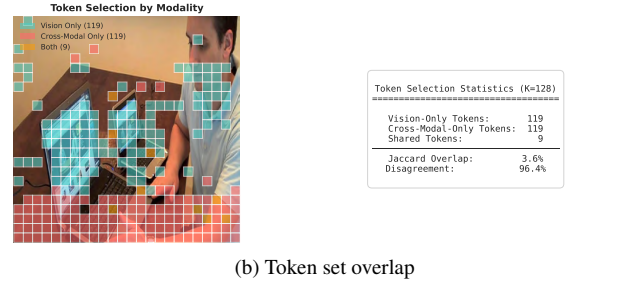 Token Selection by Modality
Vision Only (119)
Cross-Modal Only (119)
Both (9)
Token Selection Statistics (K=128)
====================================
Vision-Only Tokens: 119
Cross-Modal-Only Tokens: 119
Shared Tokens: 9
Jaccard Overlap: 3.6%
Disagreement: 96.4%
(b) Token set overlap